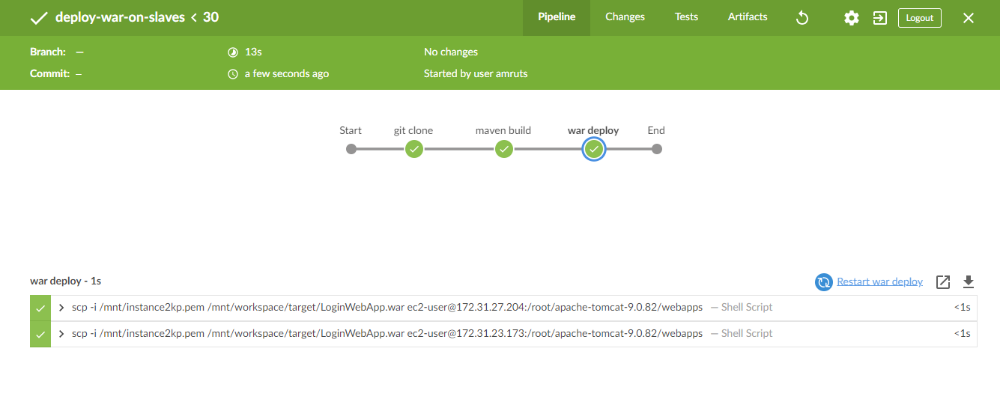 deploy-war-on-slaves < 30
Pipeline Changes Tests Artifacts Logout
Branch: — 13s No changes
Commit: — a few seconds ago Started by user amruts
Start git clone maven build war deploy End
war deploy - 1s Restart war deploy
scp -i /mnt/instance2kp.pem /mnt/workspace/target/LoginWebApp.war ec2-user@172.31.27.204:/root/apache-tomcat-9.0.82/webapps — Shell Script <1s
scp -i /mnt/instance2kp.pem /mnt/workspace/target/LoginWebApp.war ec2-user@172.31.23.173:/root/apache-tomcat-9.0.82/webapps — Shell Script <1s